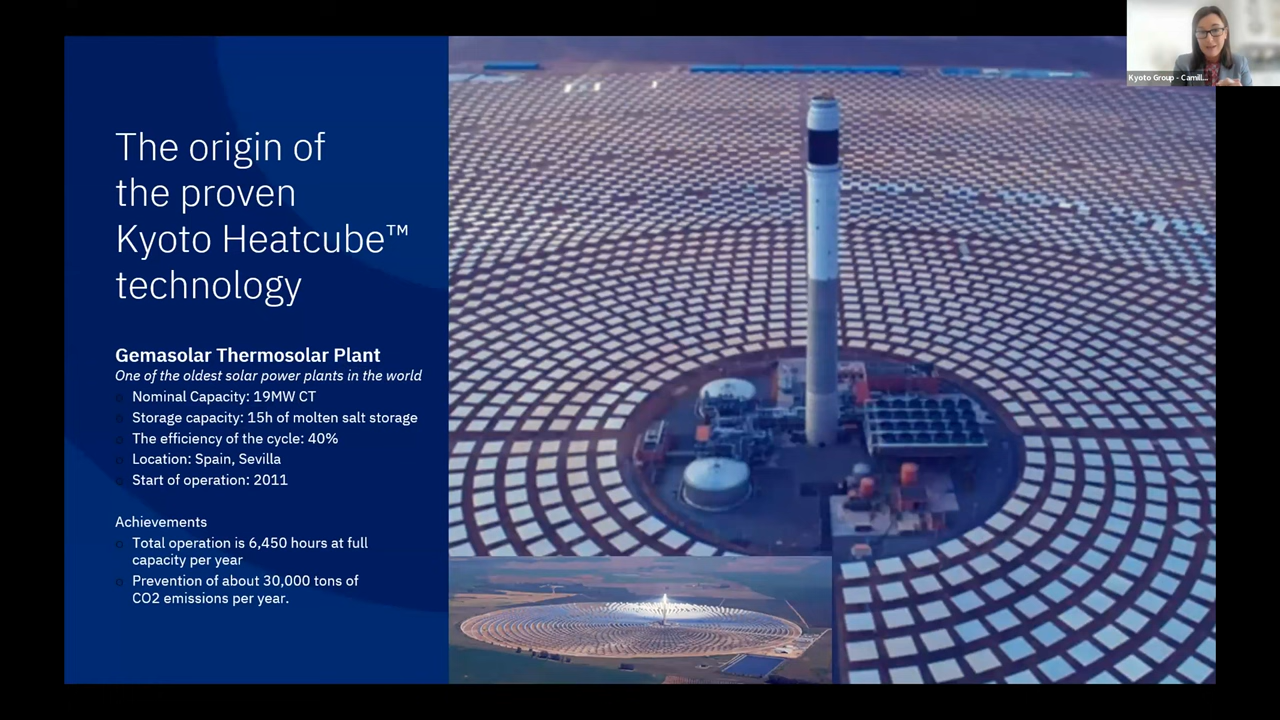 Kyoto Group - Camill...
The origin of
the proven
Kyoto Heatcube™
technology
Gemasolar Thermosolar Plant
One of the oldest solar power plants in the world
Nominal Capacity: 19MW CT
Storage capacity: 15h of molten salt storage
The efficiency of the cycle: 40%
Location: Spain, Sevilla
Start of operation: 2011
Achievements
Total operation is 6,450 hours at full
capacity per year
Prevention of about 30,000 tons of
CO2 emissions per year.